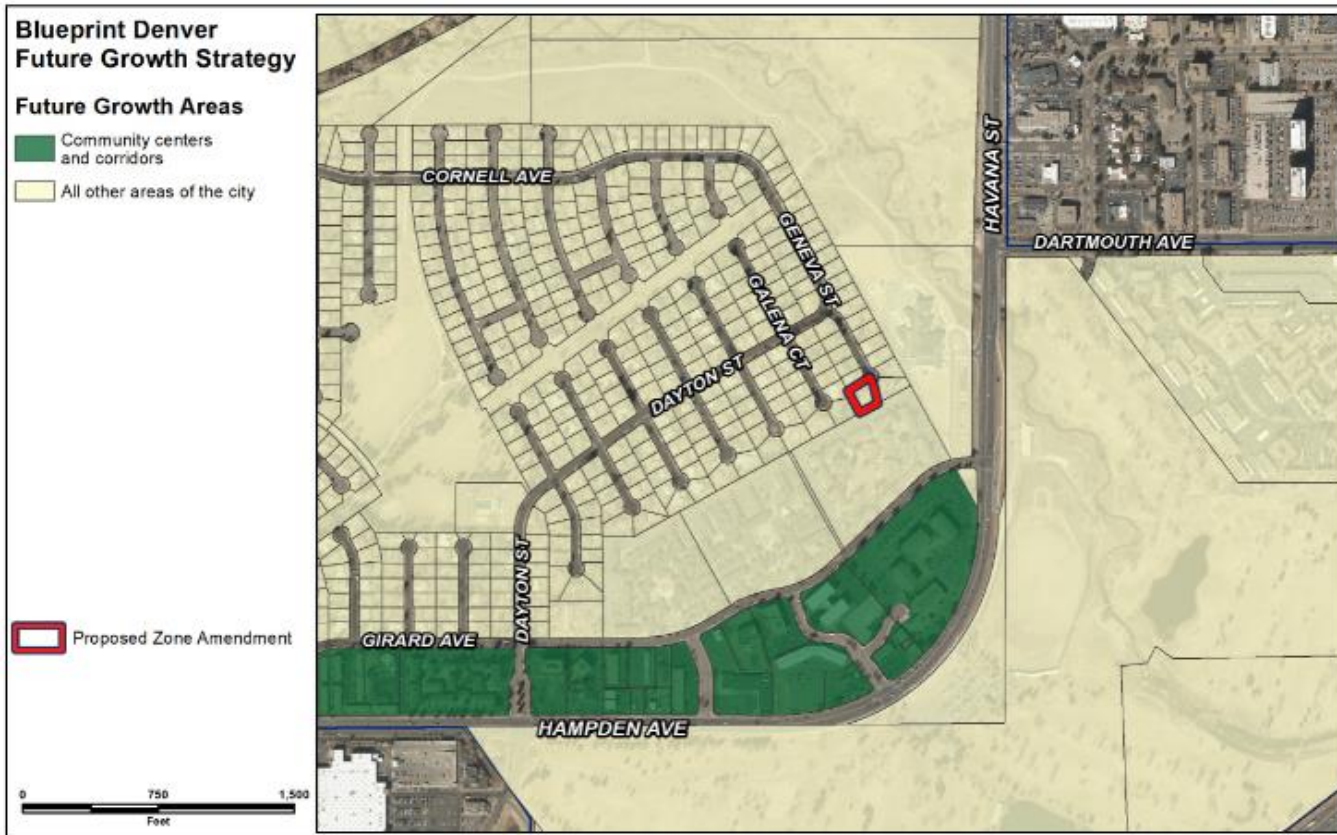 Blueprint Denver
Future Growth Strategy
Future Growth Areas
Community centers
and corridors
All other areas of the city
Proposed Zone Amendment
0 750 1,500
Feet
CORNELL AVE
GENEVA ST
GALENA CT
DAYTON ST
HAVANA ST
DARTMOUTH AVE
DAYTON ST
GIRARD AVE
HAMPDEN AVE